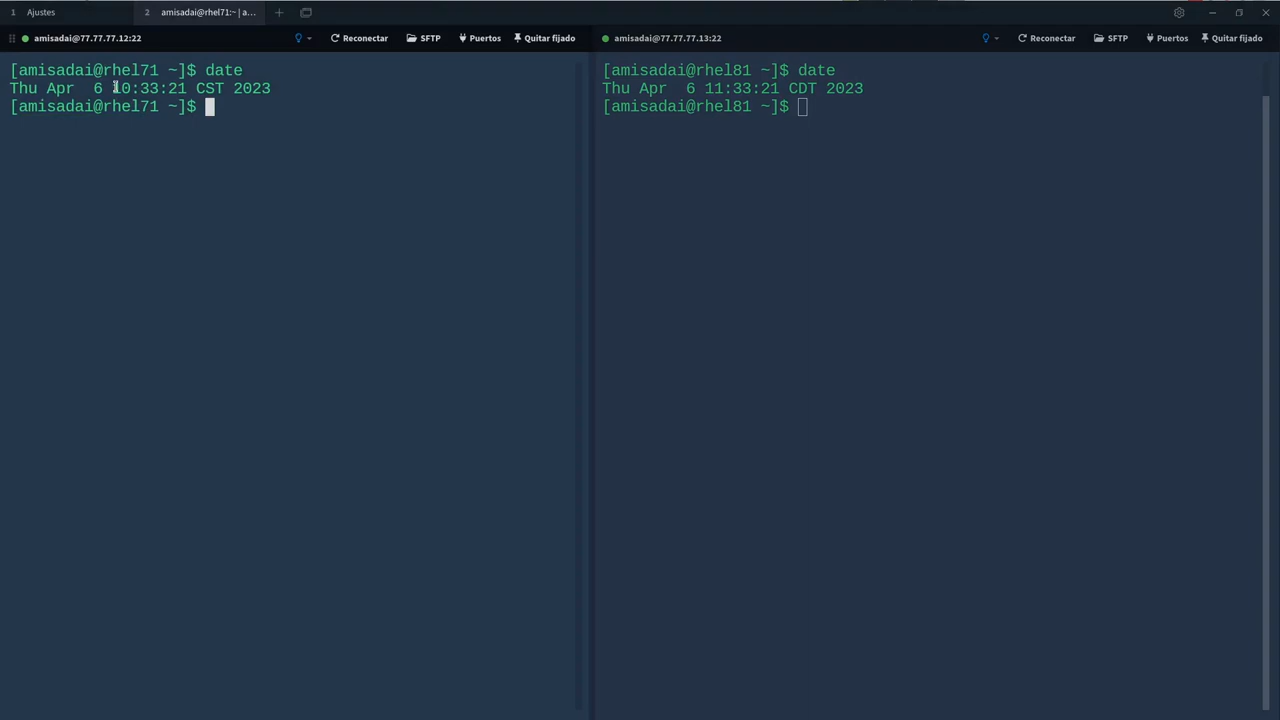 1 Ajustes 2 amisadai@rhel71:~ | a...
amisadai@77.77.77.12:22 Reconectar SFTP Puertos Quitar fijado
[amisadai@rhel71 ~]$ date
Thu Apr  6 10:33:21 CST 2023
[amisadai@rhel71 ~]$
amisadai@77.77.77.13:22 Reconectar SFTP Puertos Quitar fijado
[amisadai@rhel81 ~]$ date
Thu Apr  6 11:33:21 CDT 2023
[amisadai@rhel81 ~]$